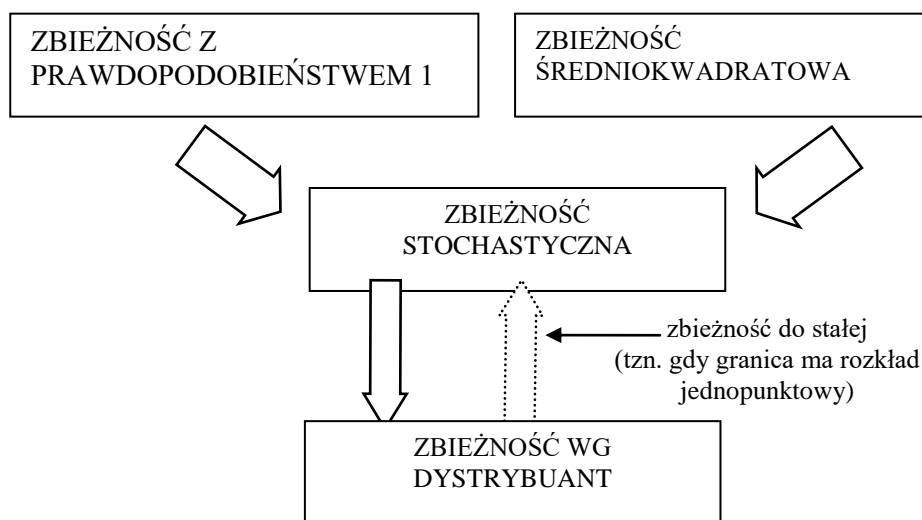 ZBIEŻNOŚĆ Z
PRAWDOPODOBIEŃSTWEM 1
ZBIEŻNOŚĆ
ŚREDNIOKWADRATOWA
ZBIEŻNOŚĆ
STOCHASTYCZNA
zbieżność do stałej
(tzn. gdy granica ma rozkład
jednopunktowy)
ZBIEŻNOŚĆ WG
DYSTRYBUANT